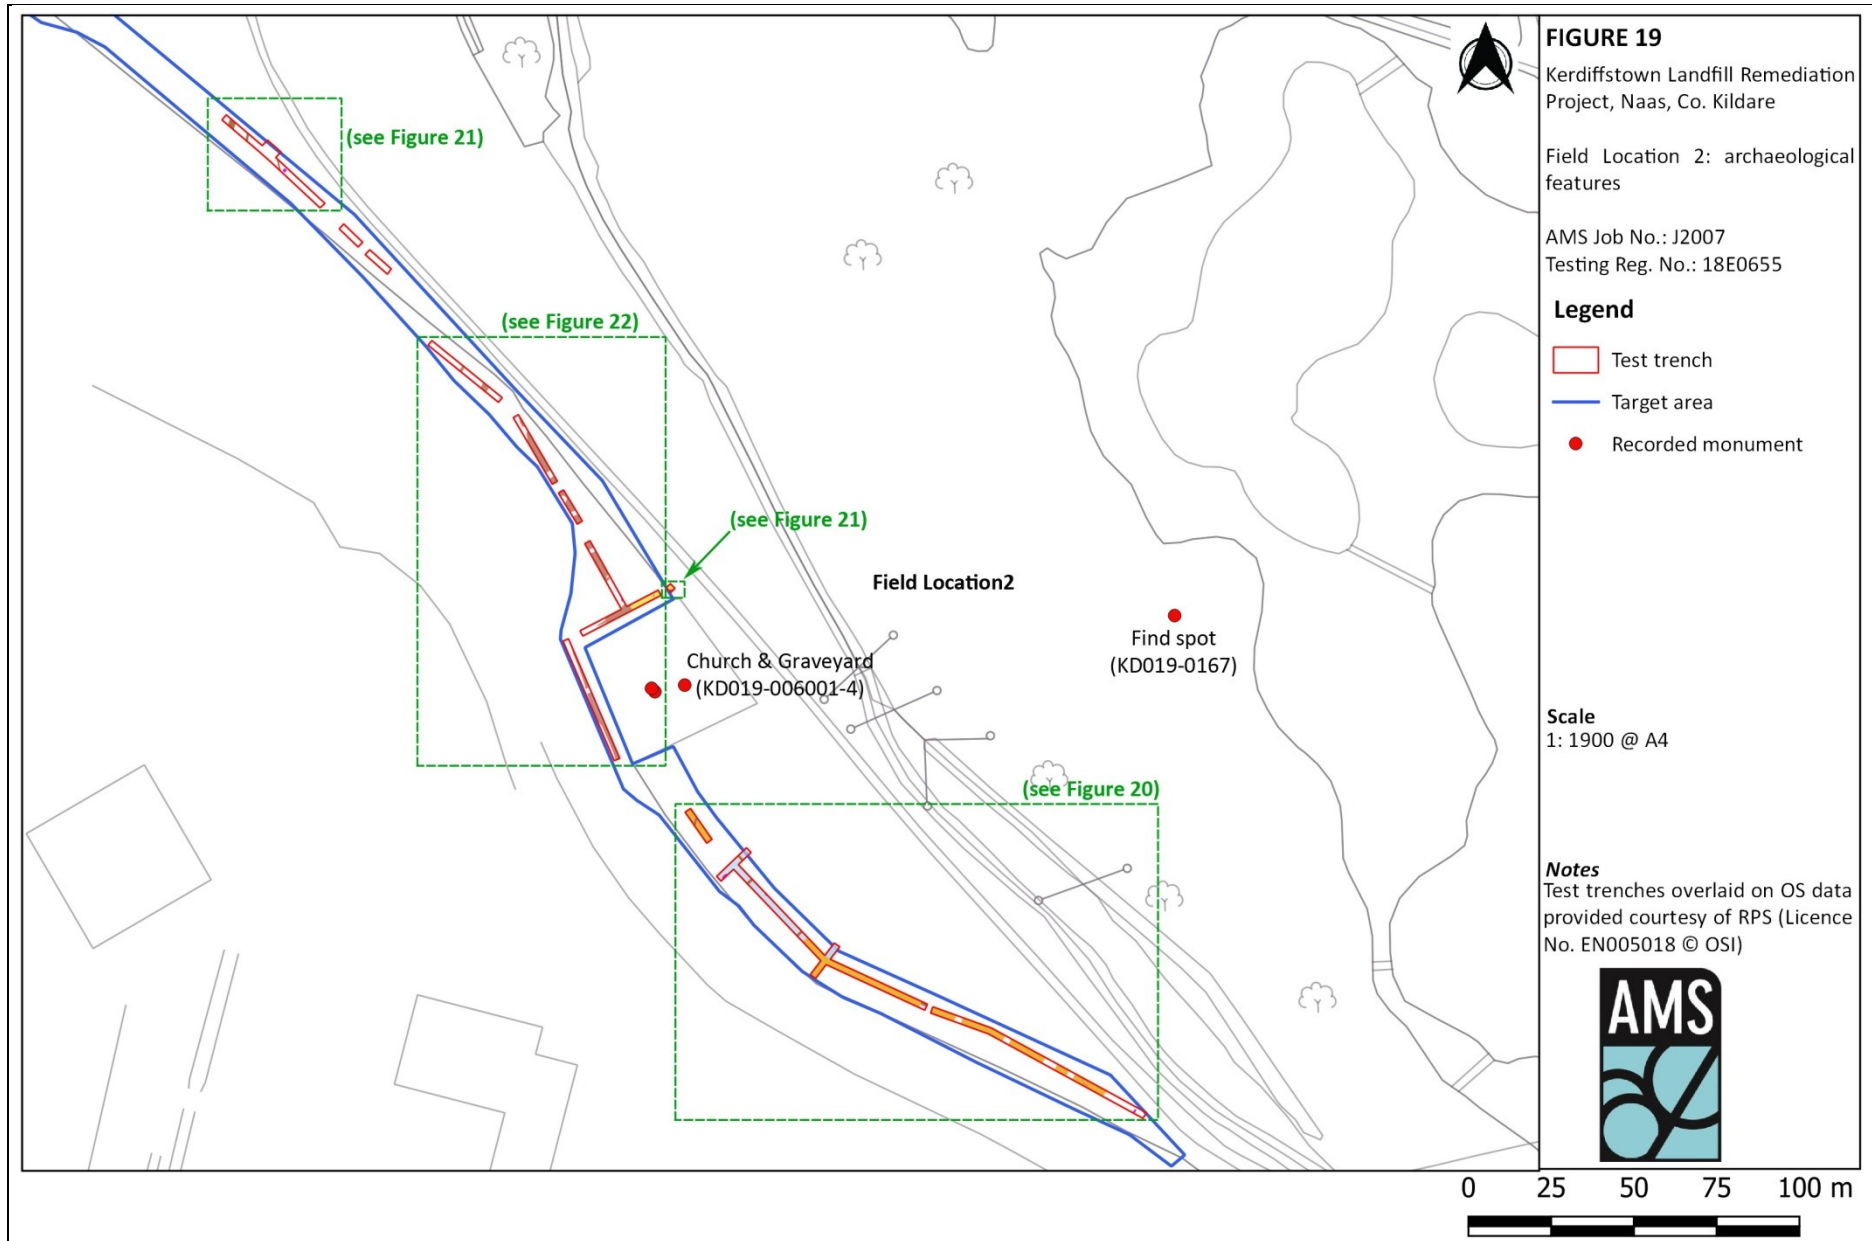 (see Figure 21)
(see Figure 22)
(see Figure 21)
Field Location2
Church & Graveyard
(KD019-006001-4)
Find spot
(KD019-0167)
(see Figure 20)
FIGURE 19
Kerdiffstown Landfill Remediation
Project, Naas, Co. Kildare
Field Location 2: archaeological
features
AMS Job No.: J2007
Testing Reg. No.: 18E0655
Legend
Test trench
Target area
Recorded monument
Scale
1: 1900 @ A4
Notes
Test trenches overlaid on OS data
provided courtesy of RPS (Licence
No. EN005018 © OSI)
AMS
0 25 50 75 100 m